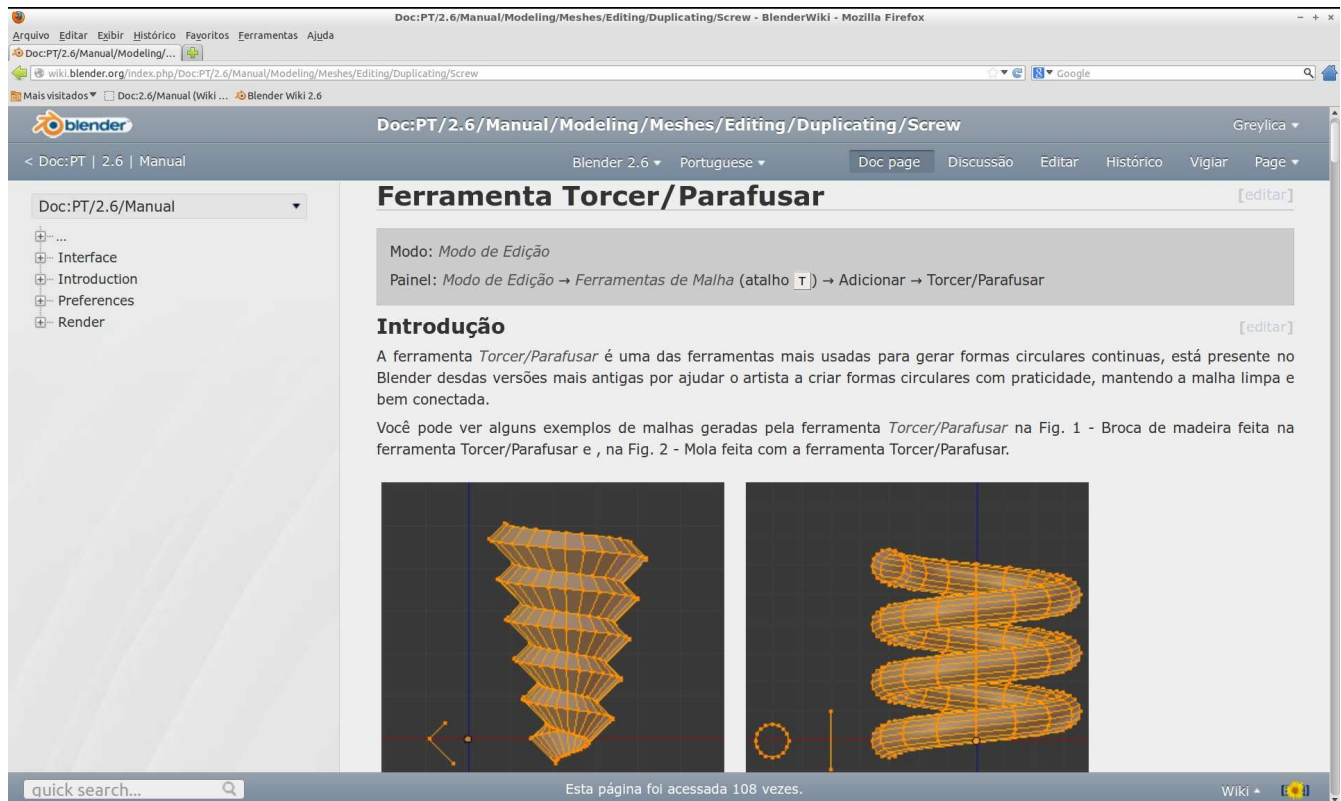 Doc:PT/2.6/Manual/Modeling/Meshes/Editing/Duplicating/Screw - BlenderWiki - Mozilla Firefox
Arquivo Editar Exibir Histórico Favoritos Ferramentas Ajuda
Doc:PT/2.6/Manual/Modeling/...
wiki.blender.org/index.php/Doc:PT/2.6/Manual/Modeling/Meshes/Editing/Duplicating/Screw
Google
Mais visitados
Doc:2.6/Manual (Wiki ...
Blender Wiki 2.6
blender
Doc:PT/2.6/Manual/Modeling/Meshes/Editing/Duplicating/Screw
Greylica
< Doc:PT | 2.6 | Manual
Blender 2.6 Portuguese
Doc page Discussão Editar Histórico Vigiar Page
Doc:PT/2.6/Manual
...
Interface
Introduction
Preferences
Render
Ferramenta Torcer/Parafusar
[editar]
Modo: Modo de Edição
Painel: Modo de Edição → Ferramentas de Malha (atalho T) → Adicionar → Torcer/Parafusar
Introdução
[editar]
A ferramenta Torcer/Parafusar é uma das ferramentas mais usadas para gerar formas circulares continuas, está presente no
Blender desdas versões mais antigas por ajudar o artista a criar formas circulares com praticidade, mantendo a malha limpa e
bem conectada.
Você pode ver alguns exemplos de malhas geradas pela ferramenta Torcer/Parafusar na Fig. 1 - Broca de madeira feita na
ferramenta Torcer/Parafusar e , na Fig. 2 - Mola feita com a ferramenta Torcer/Parafusar.
quick search...
Esta página foi acessada 108 vezes.
Wiki